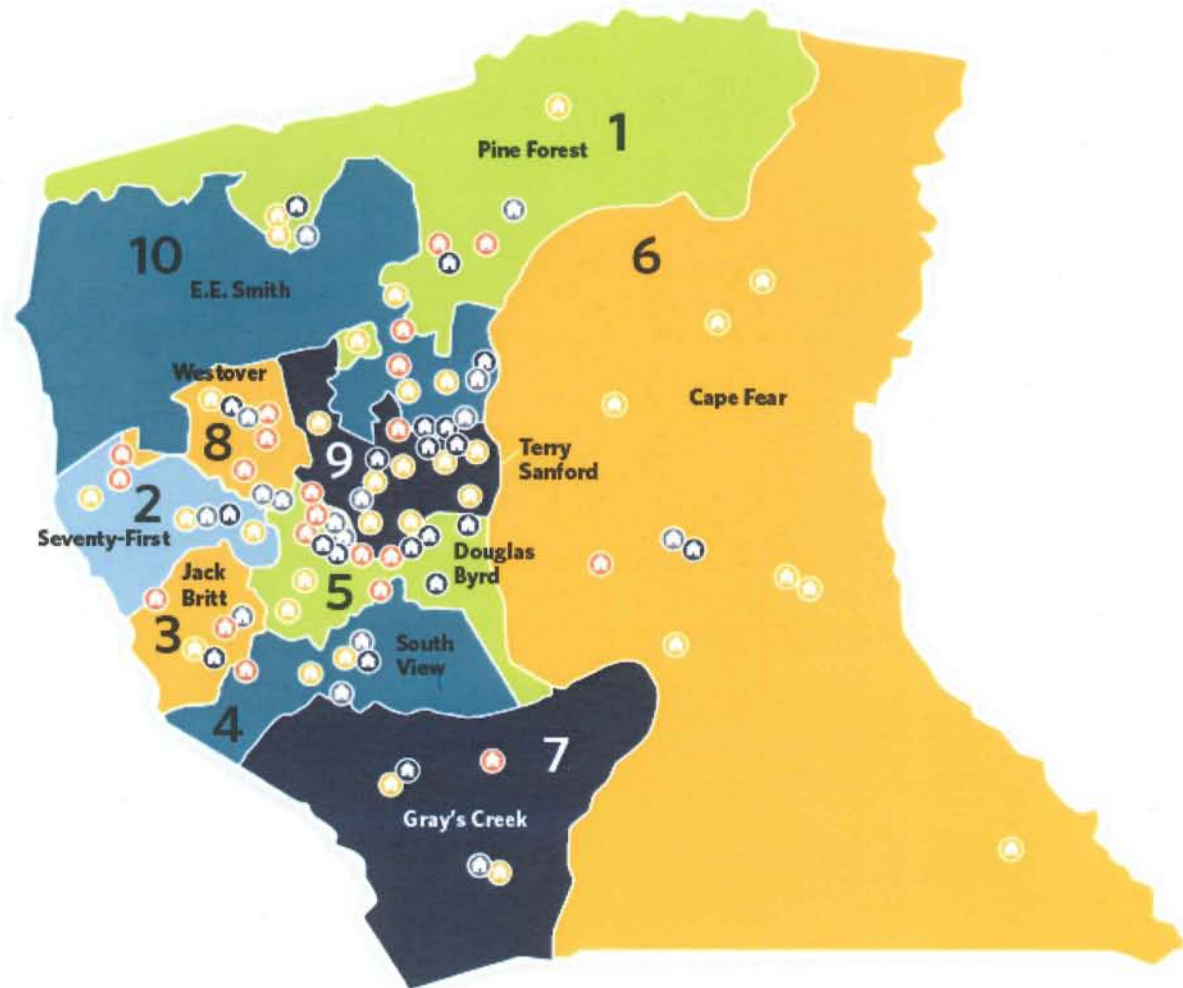 1
Pine Forest
10
E.E. Smith
6
Westover
Cape Fear
8
9
Terry
Sanford
2
Seventy-First
Jack
Britt
Douglas
Byrd
5
3
South
View
4
7
Gray's Creek